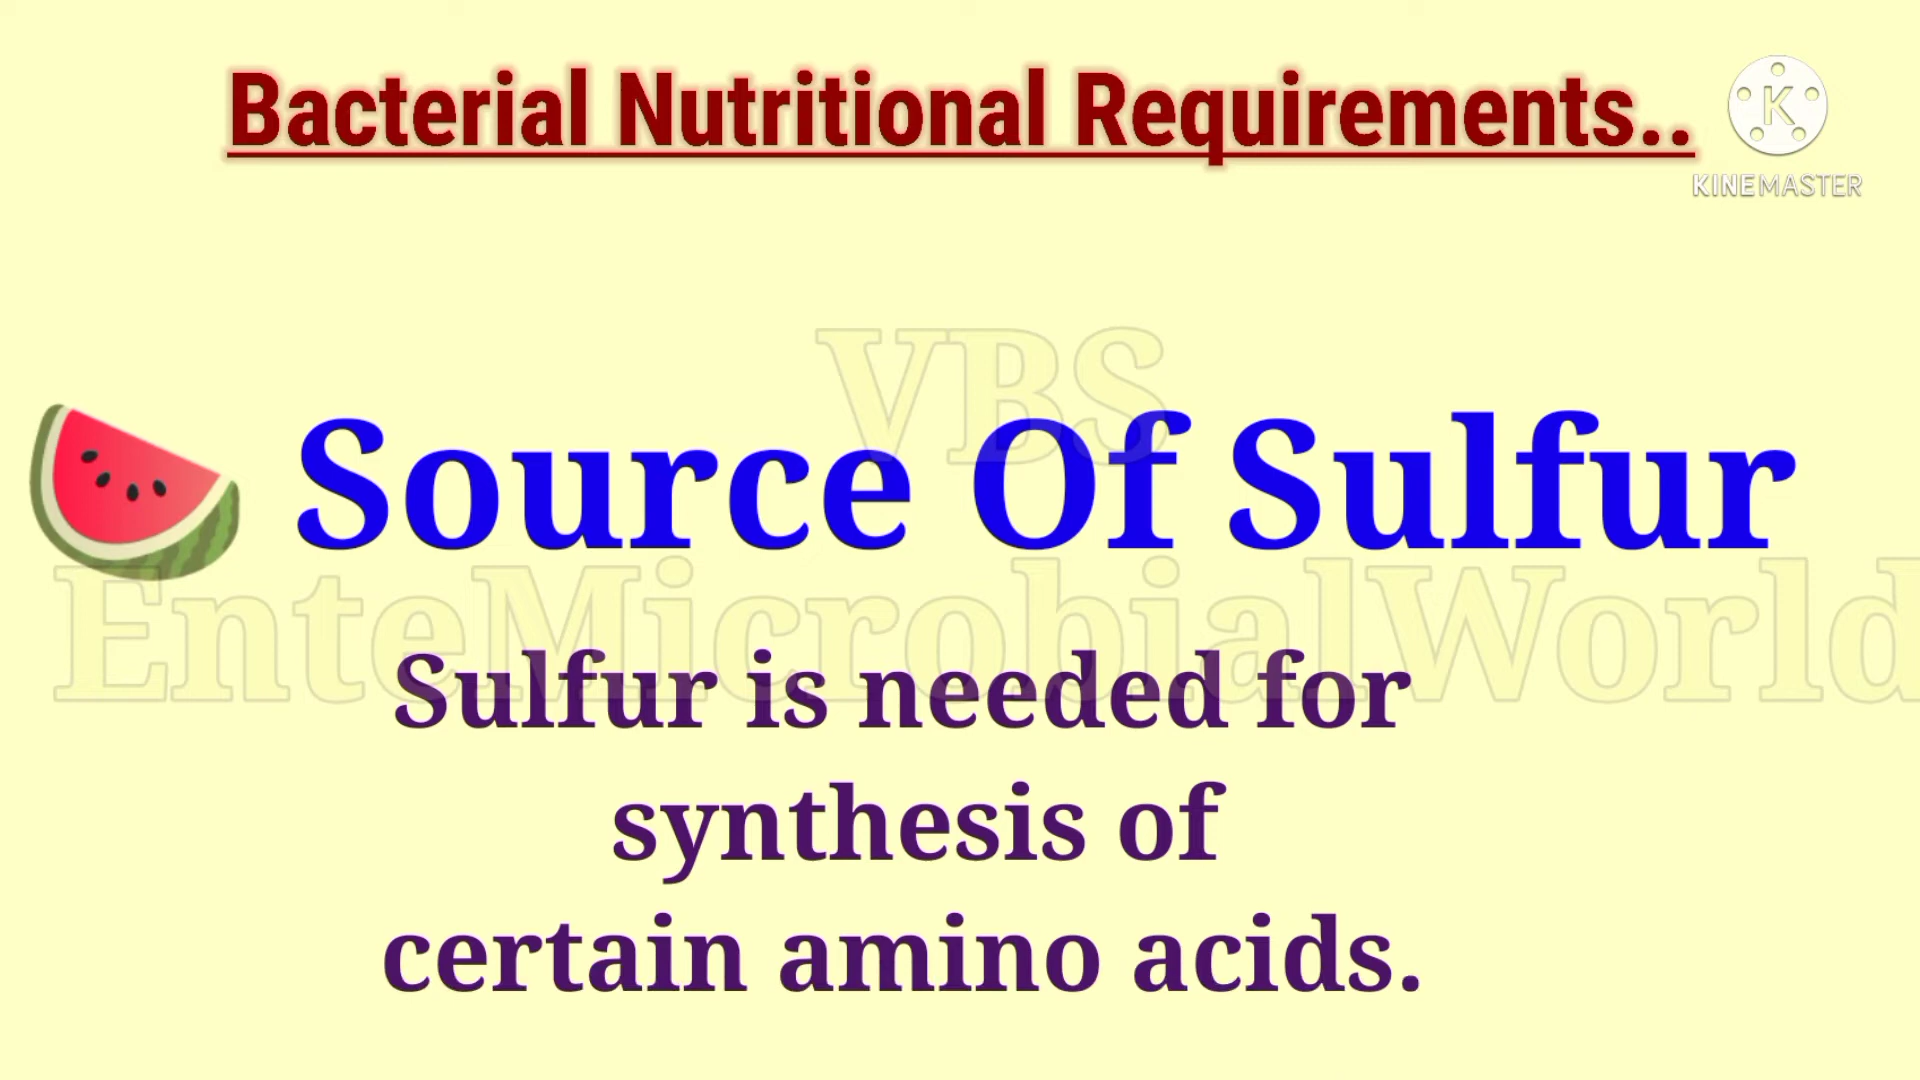 Bacterial Nutritional Requirements..
K
KINEMASTER
VBS
Source Of Sulfur
EnteMicrobialWorld
Sulfur is needed for
synthesis of
certain amino acids.